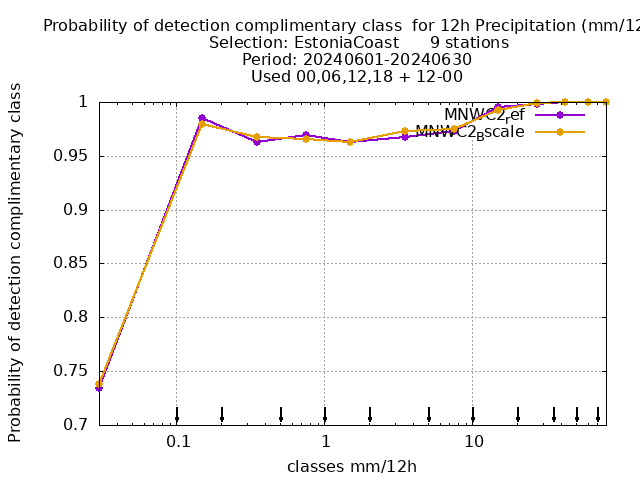 Probability of detection complimentary class  for 12h Precipitation (mm/12
Selection: EstoniaCoast      9 stations
Period: 20240601-20240630
Used 00,06,12,18 + 12-00
MNWC2ref
MNWC2Bscale
1
0.95
0.9
0.85
0.8
0.75
0.7
0.1
1
10
classes mm/12h
Probability of detection complimentary class